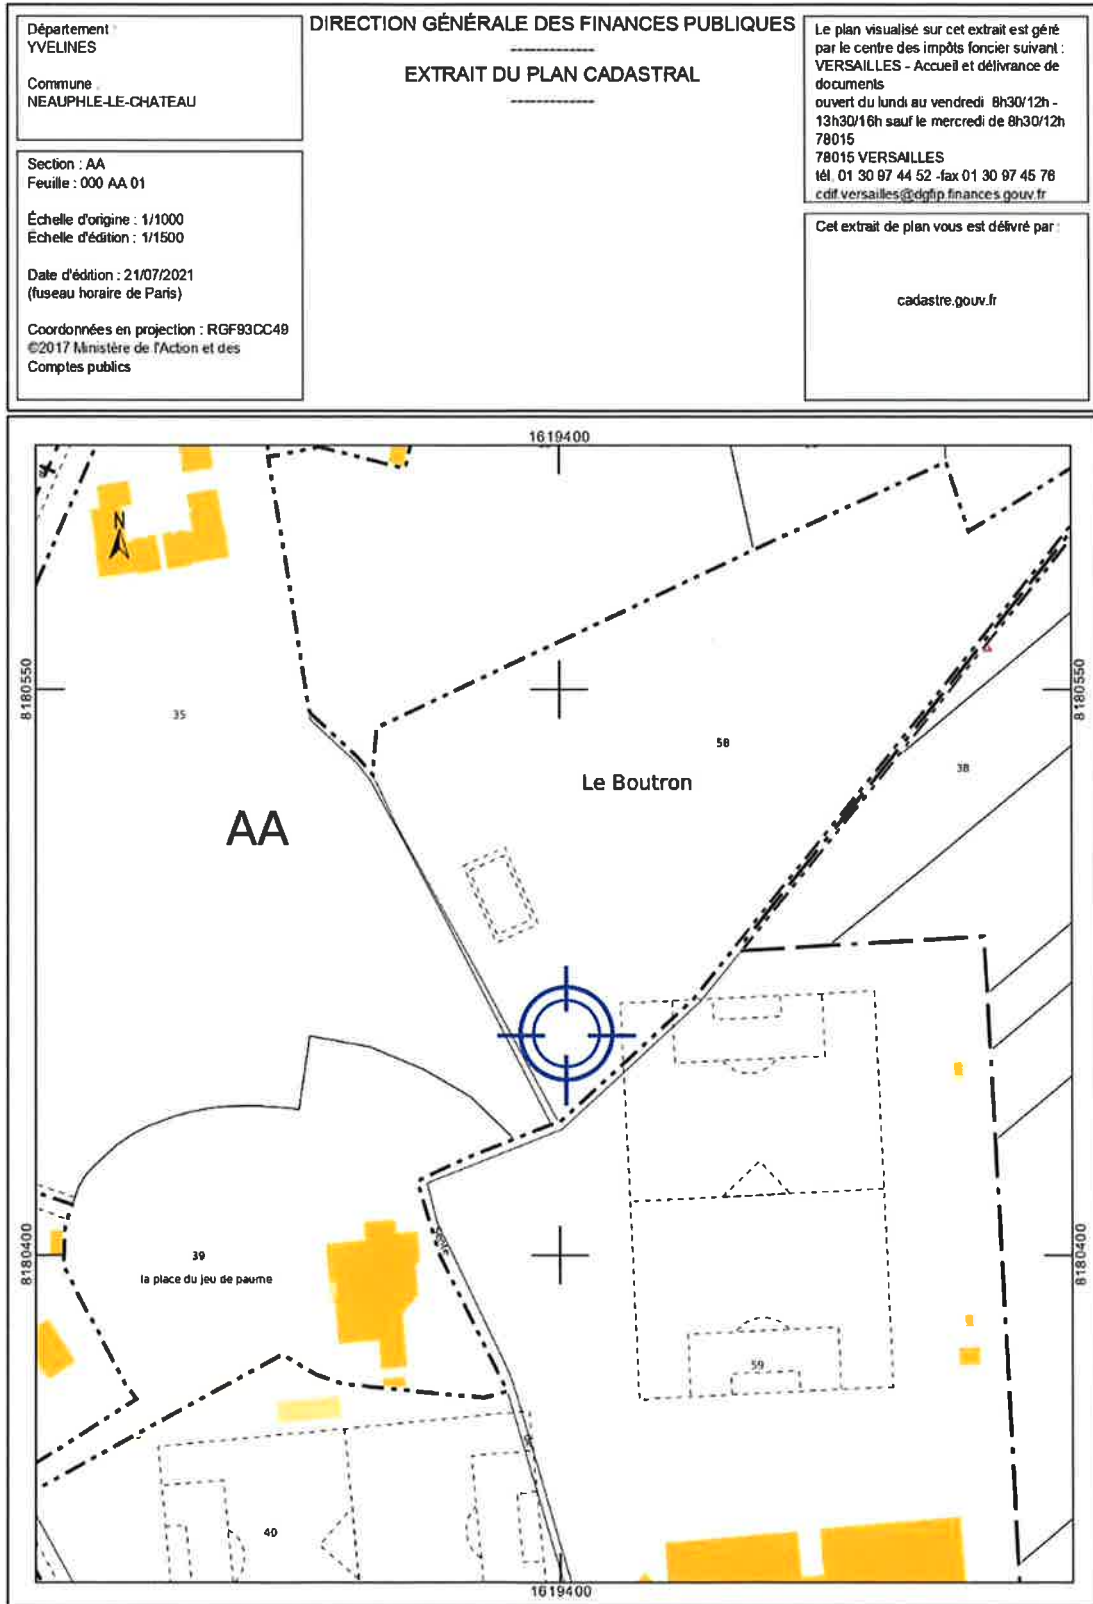 Département :
YVELINES
Commune :
NEAUPHLE-LE-CHATEAU
Section : AA
Feuille : 000 AA 01
Échelle d'origine : 1/1000
Échelle d'édition : 1/1500
Date d'édition : 21/07/2021
(fuseau horaire de Paris)
Coordonnées en projection : RGF93CC49
©2017 Ministère de l'Action et des
Comptes publics
DIRECTION GÉNÉRALE DES FINANCES PUBLIQUES
EXTRAIT DU PLAN CADASTRAL
Le plan visualisé sur cet extrait est géré
par le centre des impôts foncier suivant :
VERSAILLES - Accueil et délivrance de
documents
ouvert du lundi au vendredi 8h30/12h -
13h30/16h sauf le mercredi de 8h30/12h
78015
78015 VERSAILLES
tél. 01 30 97 44 52 -fax 01 30 97 45 76
cdif.versailles@dgfip.finances.gouv.fr
Cet extrait de plan vous est délivré par :
cadastre.gouv.fr
1619400
N
8180550
8180550
35
58
Le Boutron
38
AA
8180400
8180400
39
la place du jeu de paume
Sente
59
de
40
1619400